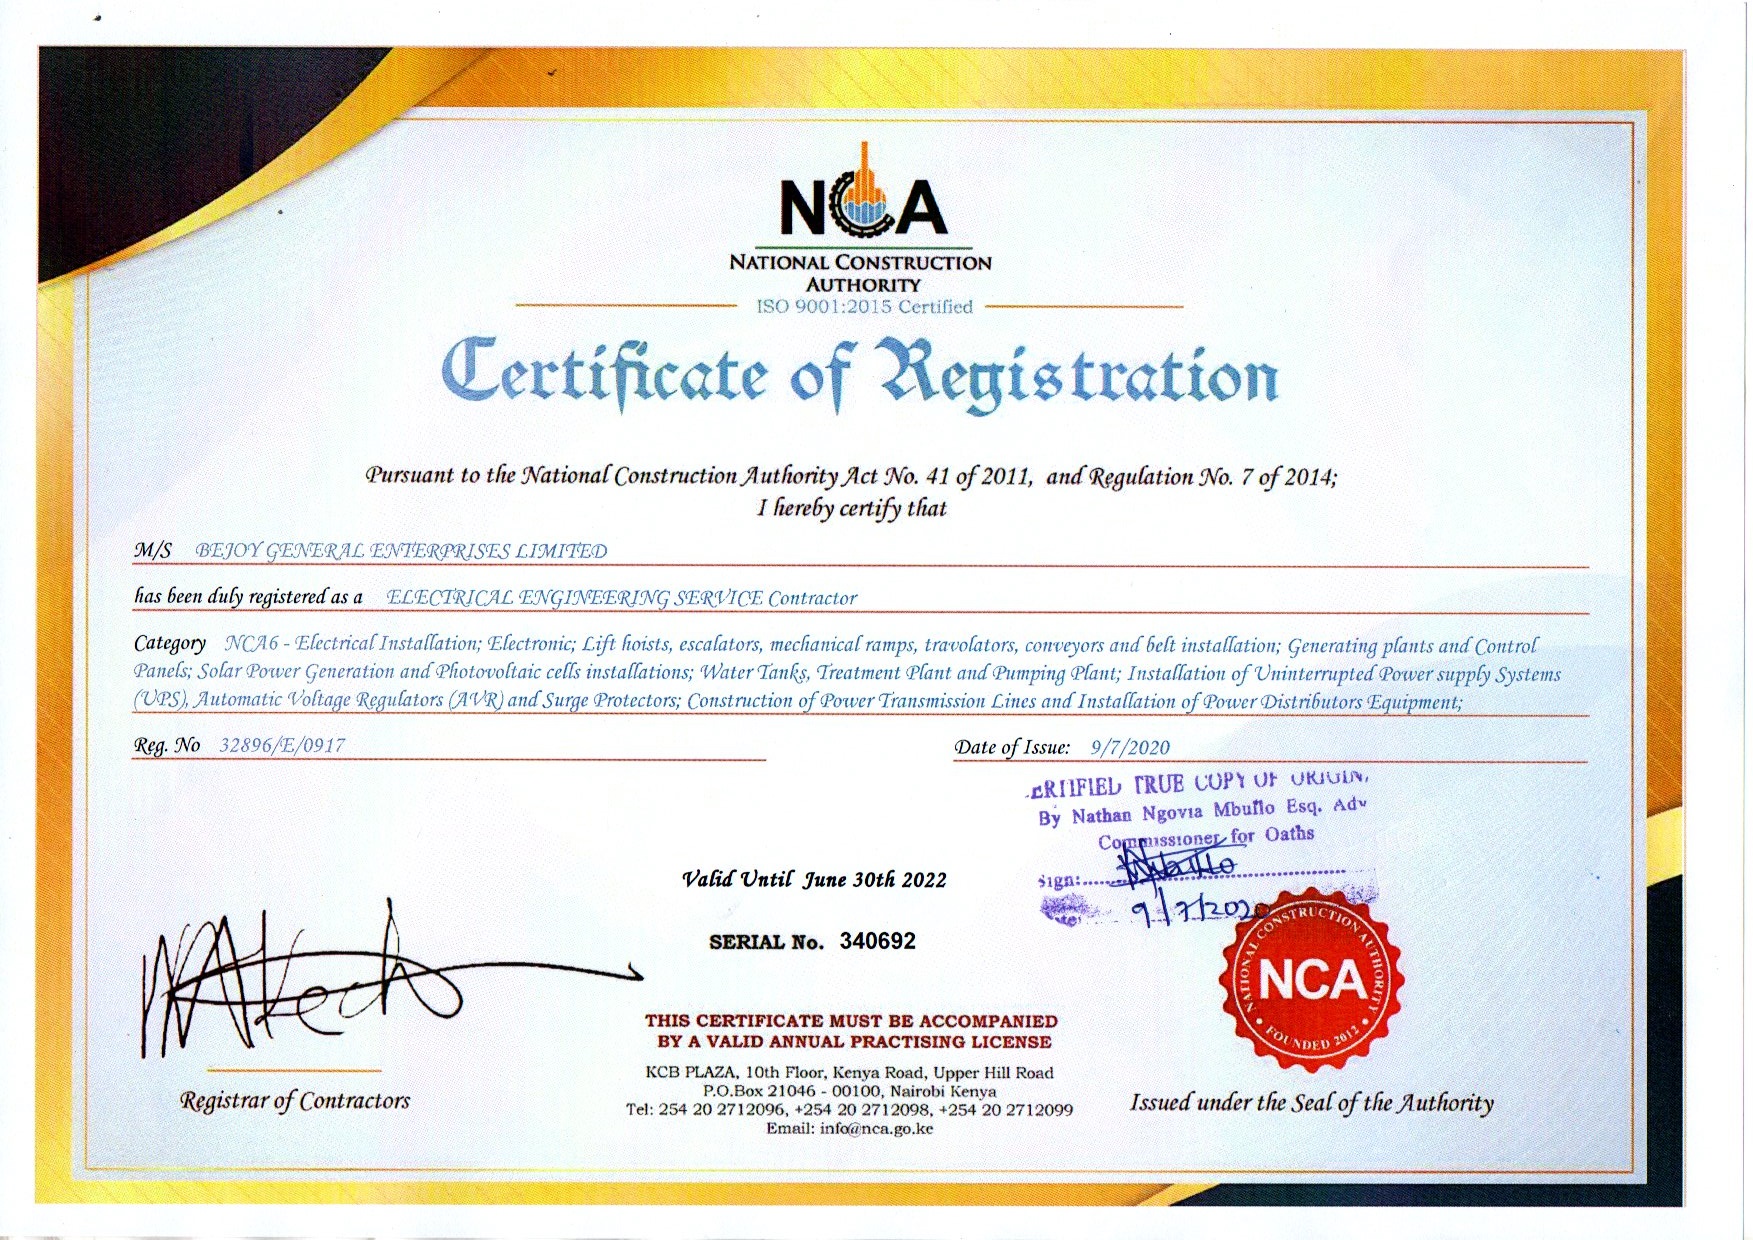 NCA
NATIONAL CONSTRUCTION
AUTHORITY
ISO 9001:2015 Certified
Certificate of Registration
Pursuant to the National Construction Authority Act No. 41 of 2011, and Regulation No. 7 of 2014;
I hereby certify that
M/S BEJOY GENERAL ENTERPRISES LIMITED
has been duly registered as a ELECTRICAL ENGINEERING SERVICE Contractor
Category NCA6 - Electrical Installation; Electronic; Lift hoists, escalators, mechanical ramps, travolators, conveyors and belt installation; Generating plants and Control
Panels; Solar Power Generation and Photovoltaic cells installations; Water Tanks, Treatment Plant and Pumping Plant; Installation of Uninterrupted Power supply Systems
(UPS), Automatic Voltage Regulators (AVR) and Surge Protectors; Construction of Power Transmission Lines and Installation of Power Distributors Equipment;
Reg. No 32896/E/0917
Date of Issue: 9/7/2020
TRUE COPY OF
By Nathan Ngovia Mbullo Esq. Adv
Commissioner for Oaths
Sign:
9/7/2020
Valid Until June 30th 2022
SERIAL No. 340692
NATIONAL CONSTRUCTION AUTHORITY
NCA
• FOUNDED 2012 •
THIS CERTIFICATE MUST BE ACCOMPANIED
BY A VALID ANNUAL PRACTISING LICENSE
KCB PLAZA, 10th Floor, Kenya Road, Upper Hill Road
P.O.Box 21046 - 00100, Nairobi Kenya
Tel: 254 20 2712096, +254 20 2712098, +254 20 2712099
Email: info@nca.go.ke
Registrar of Contractors
Issued under the Seal of the Authority